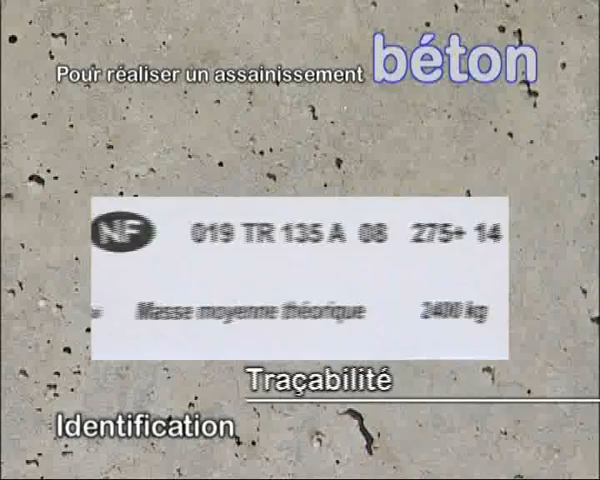 Pour réaliser un assainissement béton
NF 019 TR 135 A 08 275+ 14
Masse moyenne théorique 2400 kg
Traçabilité
Identification